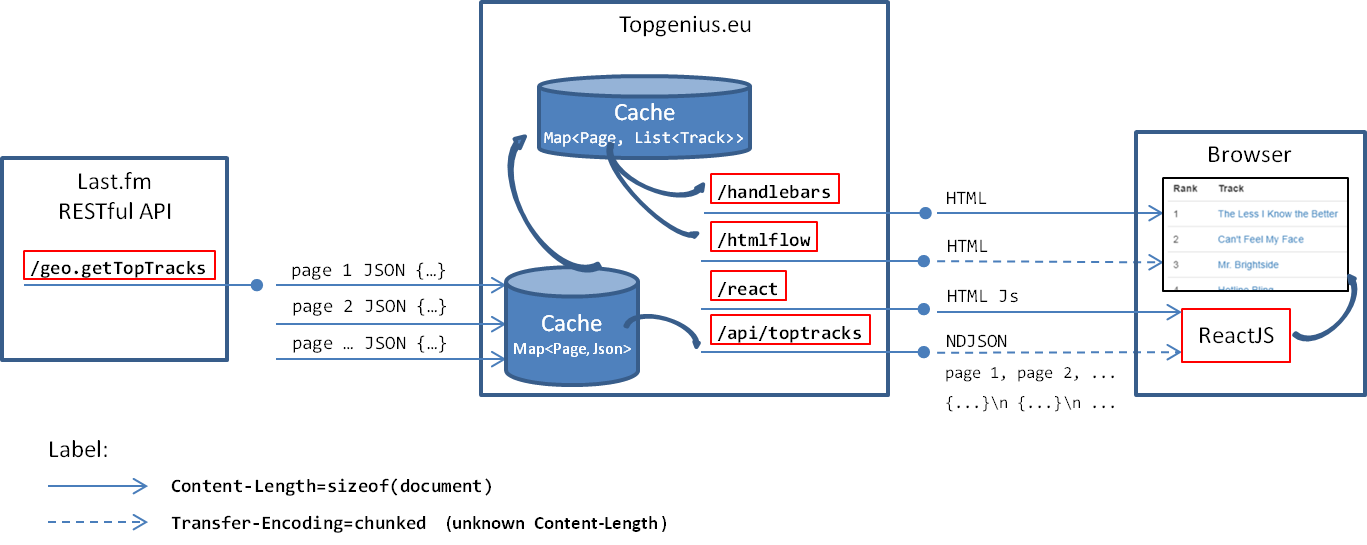 Topgenius.eu
Cache
Map<Page, List<Track>>
Last.fm
RESTful API
/geo.getTopTracks
page 1 JSON {…}
page 2 JSON {…}
page … JSON {…}
Cache
Map<Page,Json>
/handlebars
/htmlflow
/react
/api/toptracks
HTML
HTML
HTML Js
NDJSON
page 1, page 2, ...
{...}\n {...}\n ...
Browser
Rank Track
1 The Less I Know the Better
2 Can't Feel My Face
3 Mr. Brightside
4 Hotline Bling
ReactJS
Label:
Content-Length=sizeof(document)
Transfer-Encoding=chunked (unknown Content-Length)